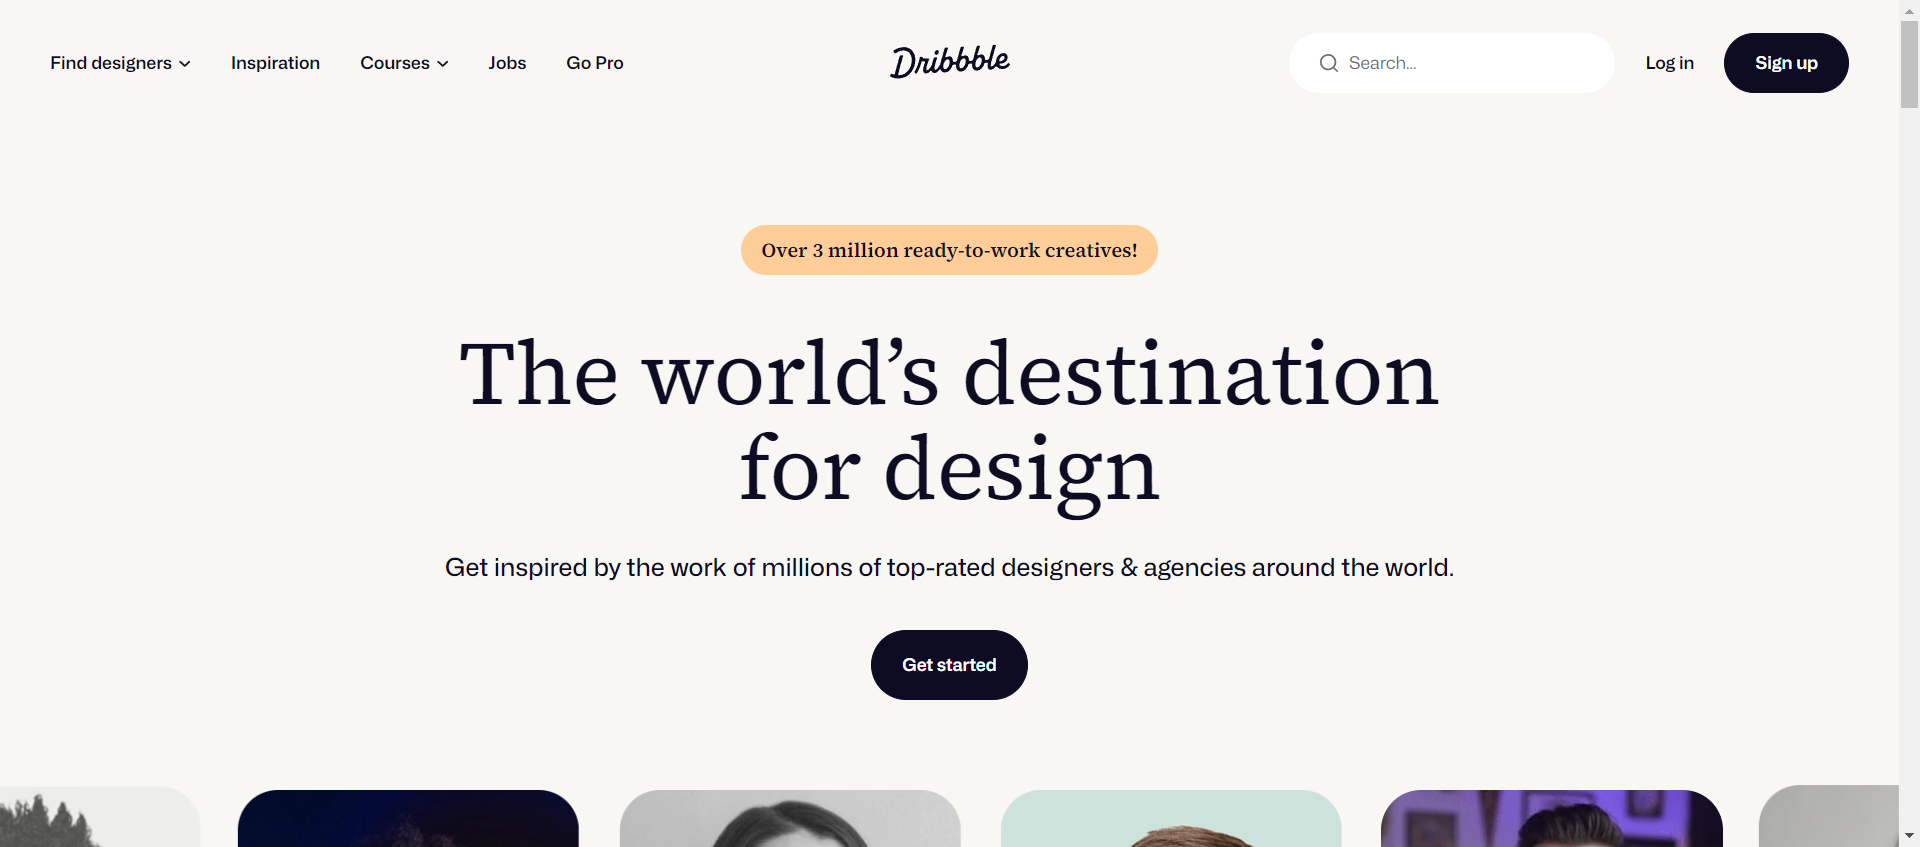 Find designers
Inspiration
Courses
Jobs
Go Pro
Dribbble
Search...
Log in
Sign up
Over 3 million ready-to-work creatives!
The world’s destination
for design
Get inspired by the work of millions of top-rated designers & agencies around the world.
Get started